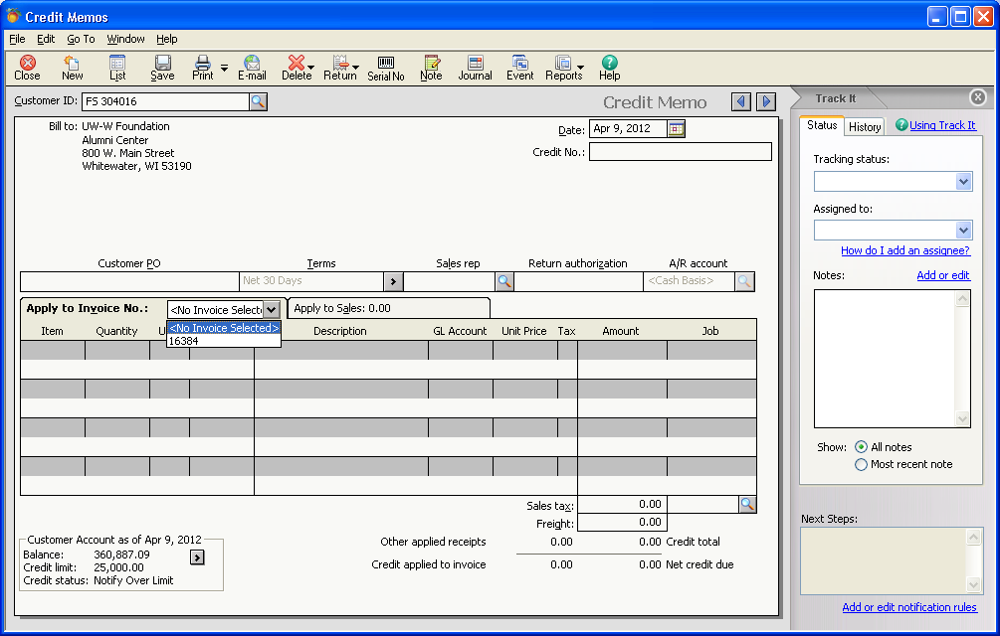 Credit Memos
File Edit Go To Window Help
Close New List Save Print E-mail Delete Return Serial No Note Journal Event Reports Help
Customer ID: FS 304016
Credit Memo
Bill to: UW-W Foundation
Alumni Center
800 W. Main Street
Whitewater, WI 53190
Date: Apr 9, 2012
Credit No.:
Customer PO Terms Sales rep Return authorization A/R account
Net 30 Days <Cash Basis>
Apply to Invoice No.: <No Invoice Select Apply to Sales: 0.00
<No Invoice Selected>
16384
Item Quantity U Description GL Account Unit Price Tax Amount Job
Sales tax: 0.00
Freight: 0.00
Other applied receipts 0.00 0.00 Credit total
Credit applied to invoice 0.00 0.00 Net credit due
Customer Account as of Apr 9, 2012
Balance: 360,887.09
Credit limit: 25,000.00
Credit status: Notify Over Limit
Track It
Status History Using Track It
Tracking status:
Assigned to:
How do I add an assignee?
Notes: Add or edit
Show: All notes
Most recent note
Next Steps:
Add or edit notification rules